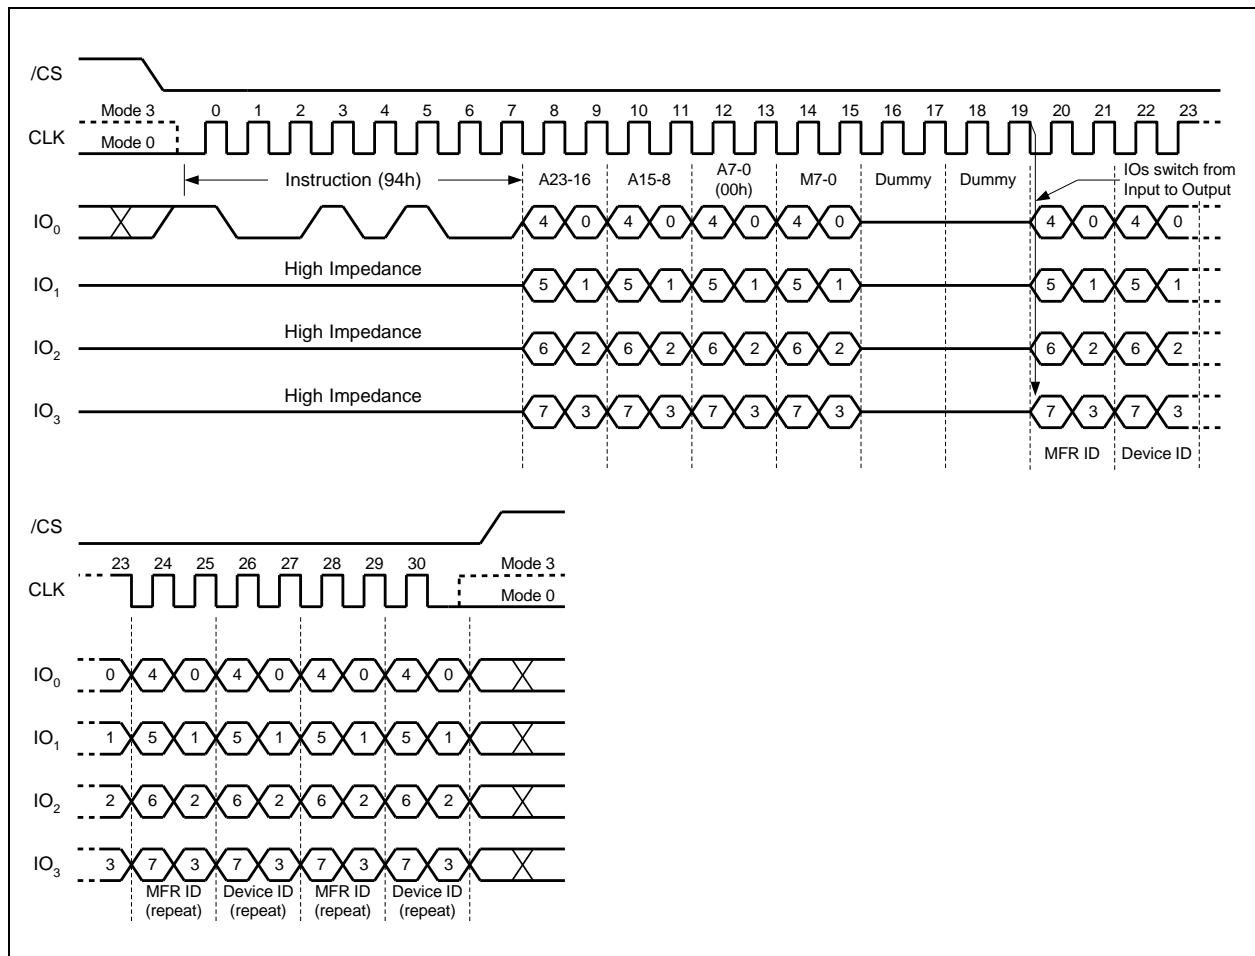 /CS
Mode 3 0 1 2 3 4 5 6 7 8 9 10 11 12 13 14 15 16 17 18 19 20 21 22 23
CLK
Mode 0
Instruction (94h) A23-16 A15-8 A7-0 (00h) M7-0 Dummy Dummy IOs switch from
Input to Output
IO0 4 0 4 0 4 0 4 0 4 0 4 0
High Impedance
IO1 5 1 5 1 5 1 5 1 5 1 5 1
High Impedance
IO2 6 2 6 2 6 2 6 2 6 2 6 2
High Impedance
IO3 7 3 7 3 7 3 7 3 7 3 7 3
MFR ID Device ID
/CS
23 24 25 26 27 28 29 30 Mode 3
CLK
Mode 0
IO0 0 4 0 4 0 4 0 4 0
IO1 1 5 1 5 1 5 1 5 1
IO2 2 6 2 6 2 6 2 6 2
IO3 3 7 3 7 3 7 3 7 3
MFR ID Device ID MFR ID Device ID
(repeat) (repeat) (repeat) (repeat)